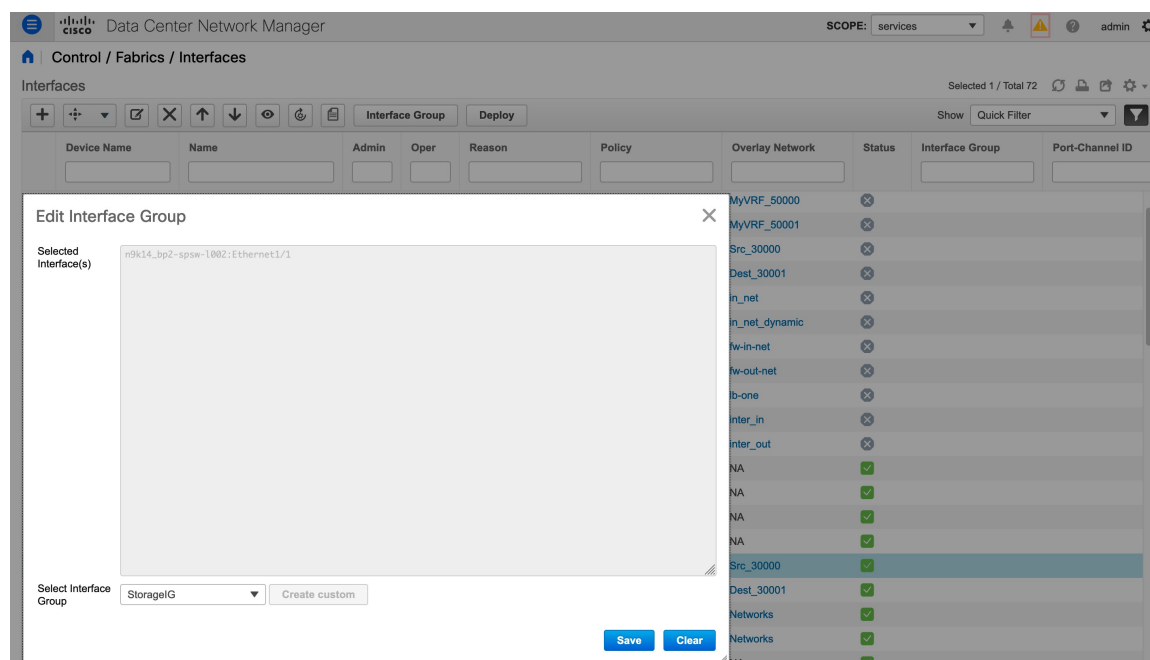 cisco Data Center Network Manager SCOPE: services admin
Control / Fabrics / Interfaces
Interfaces Selected 1 / Total 72
Interface Group Deploy Show Quick Filter
Device Name Name Admin Oper Reason Policy Overlay Network Status Interface Group Port-Channel ID
MyVRF_50000
MyVRF_50001
Src_30000
Dest_30001
in_net
in_net_dynamic
fw-in-net
fw-out-net
lb-one
inter_in
inter_out
NA
NA
NA
NA
Src_30000
Dest_30001
Networks
Networks
Edit Interface Group
Selected
Interface(s)
n9k14_bp2-spsw-l002:Ethernet1/1
Select Interface
Group
StorageIG Create custom
Save Clear